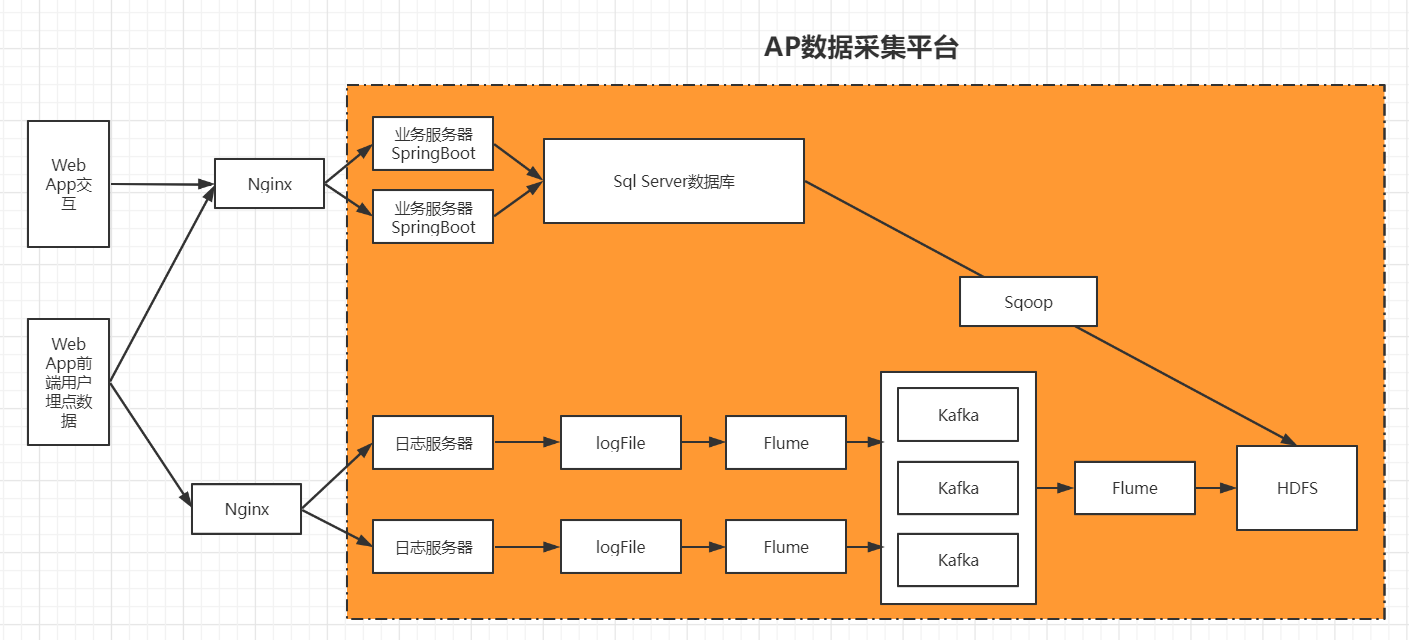 AP数据采集平台
Web
App交
互
Nginx
业务服务器
SpringBoot
业务服务器
SpringBoot
Sql Server数据库
Sqoop
Web
App前
端用户
埋点数
据
Nginx
日志服务器
logFile
Flume
日志服务器
logFile
Flume
Kafka
Kafka
Kafka
Flume
HDFS